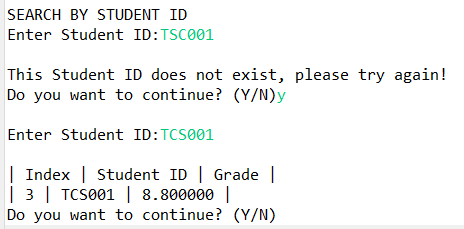 SEARCH BY STUDENT ID
Enter Student ID:TSC001
This Student ID does not exist, please try again!
Do you want to continue? (Y/N)y
Enter Student ID:TCS001
| Index | Student ID | Grade |
| 3 | TCS001 | 8.800000 |
Do you want to continue? (Y/N)